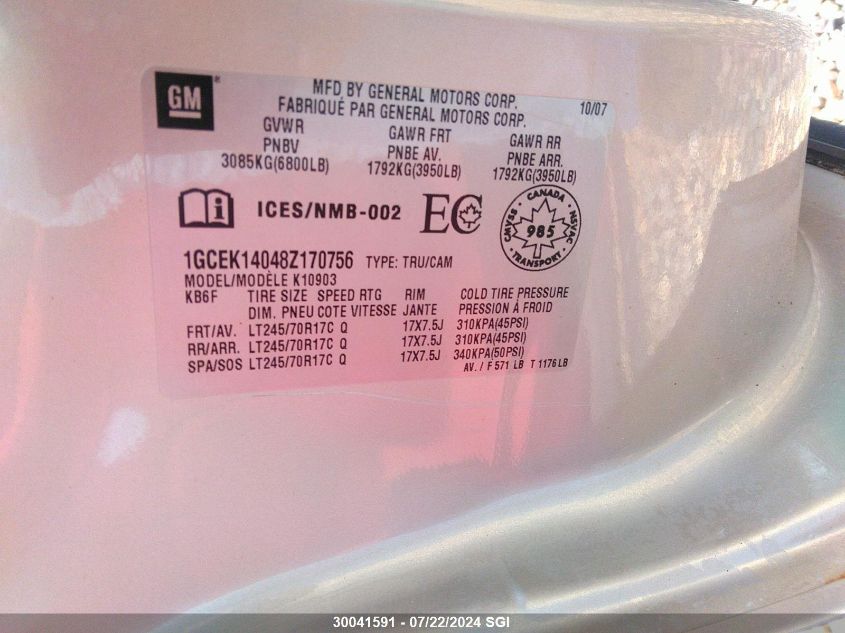 GM ®
MFD BY GENERAL MOTORS CORP. 10/07
FABRIQUÉ PAR GENERAL MOTORS CORP.
GVWR GAWR FRT GAWR RR
PNBV PNBE AV. PNBE ARR.
3085KG(6800LB) 1792KG(3950LB) 1792KG(3950LB)
i ICES/NMB-002 EC CANADA CMVSS 985 NSVAC TRANSPORT
1GCEK14048Z170756 TYPE: TRU/CAM
MODEL/MODÈLE K10903
KB6F TIRE SIZE SPEED RTG RIM COLD TIRE PRESSURE
DIM. PNEU COTE VITESSE JANTE PRESSION À FROID
FRT/AV. LT245/70R17C Q 17X7.5J 310KPA(45PSI)
RR/ARR. LT245/70R17C Q 17X7.5J 310KPA(45PSI)
SPA/SOS LT245/70R17C Q 17X7.5J 340KPA(50PSI)
AV. / F 571 LB T 1176 LB
30041591 - 07/22/2024 SGI